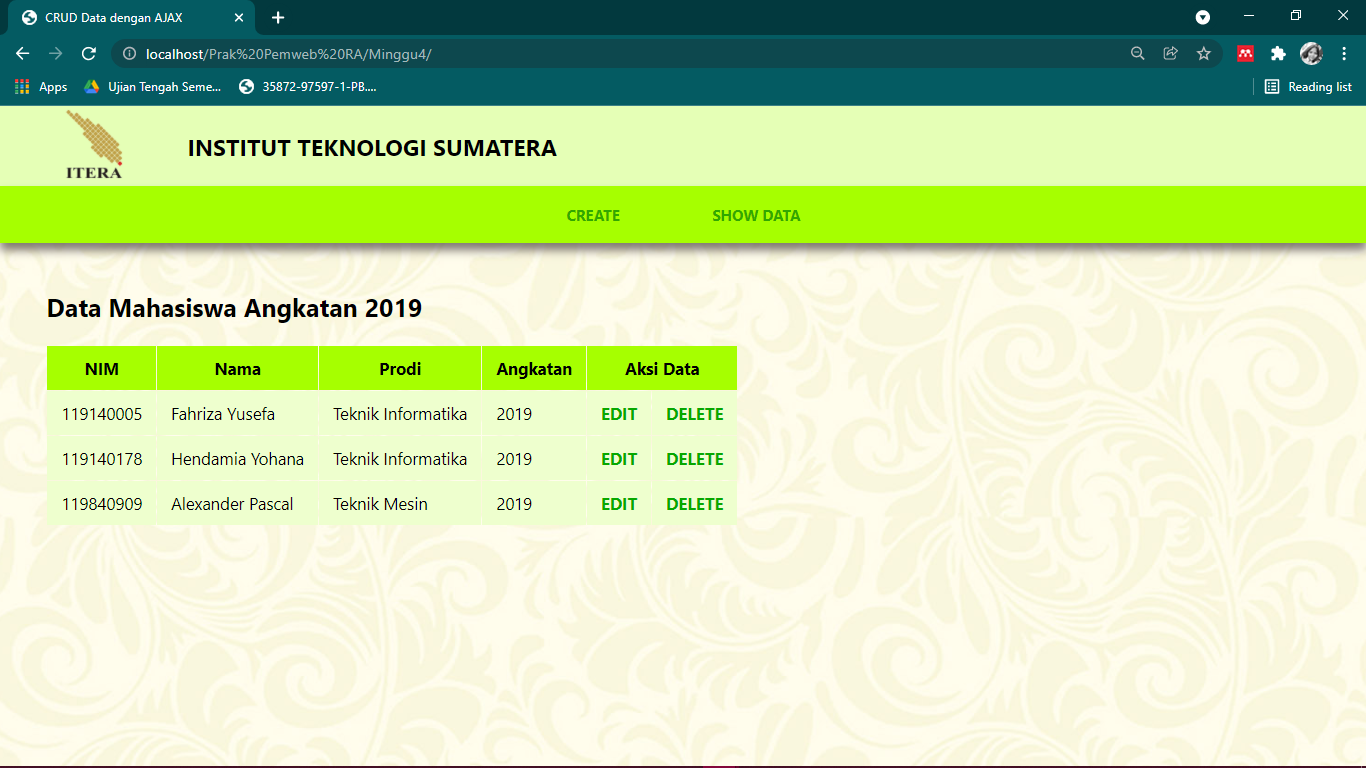 CRUD Data dengan AJAX
localhost/Prak%20Pemweb%20RA/Minggu4/
Apps Ujian Tengah Seme... 35872-97597-1-PB.... Reading list
ITERA
INSTITUT TEKNOLOGI SUMATERA
CREATE SHOW DATA
Data Mahasiswa Angkatan 2019
NIM Nama Prodi Angkatan Aksi Data
119140005 Fahriza Yusefa Teknik Informatika 2019 EDIT DELETE
119140178 Hendamia Yohana Teknik Informatika 2019 EDIT DELETE
119840909 Alexander Pascal Teknik Mesin 2019 EDIT DELETE